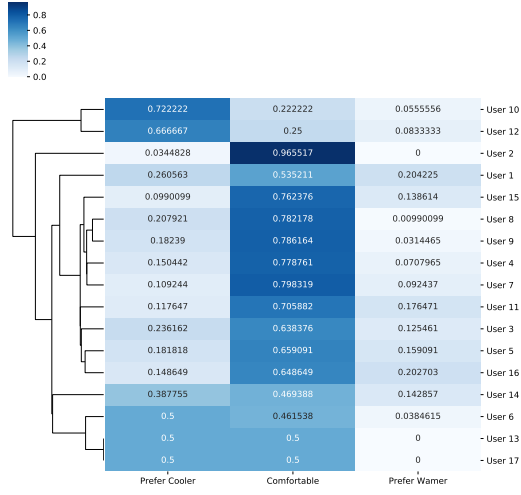 0.8
0.6
0.4
0.2
0.0
0.722222 0.222222 0.0555556 User 10
0.666667 0.25 0.0833333 User 12
0.0344828 0.965517 0 User 2
0.260563 0.535211 0.204225 User 1
0.0990099 0.762376 0.138614 User 15
0.207921 0.782178 0.00990099 User 8
0.18239 0.786164 0.0314465 User 9
0.150442 0.778761 0.0707965 User 4
0.109244 0.798319 0.092437 User 7
0.117647 0.705882 0.176471 User 11
0.236162 0.638376 0.125461 User 3
0.181818 0.659091 0.159091 User 5
0.148649 0.648649 0.202703 User 16
0.387755 0.469388 0.142857 User 14
0.5 0.461538 0.0384615 User 6
0.5 0.5 0 User 13
0.5 0.5 0 User 17
Prefer Cooler Comfortable Prefer Wamer